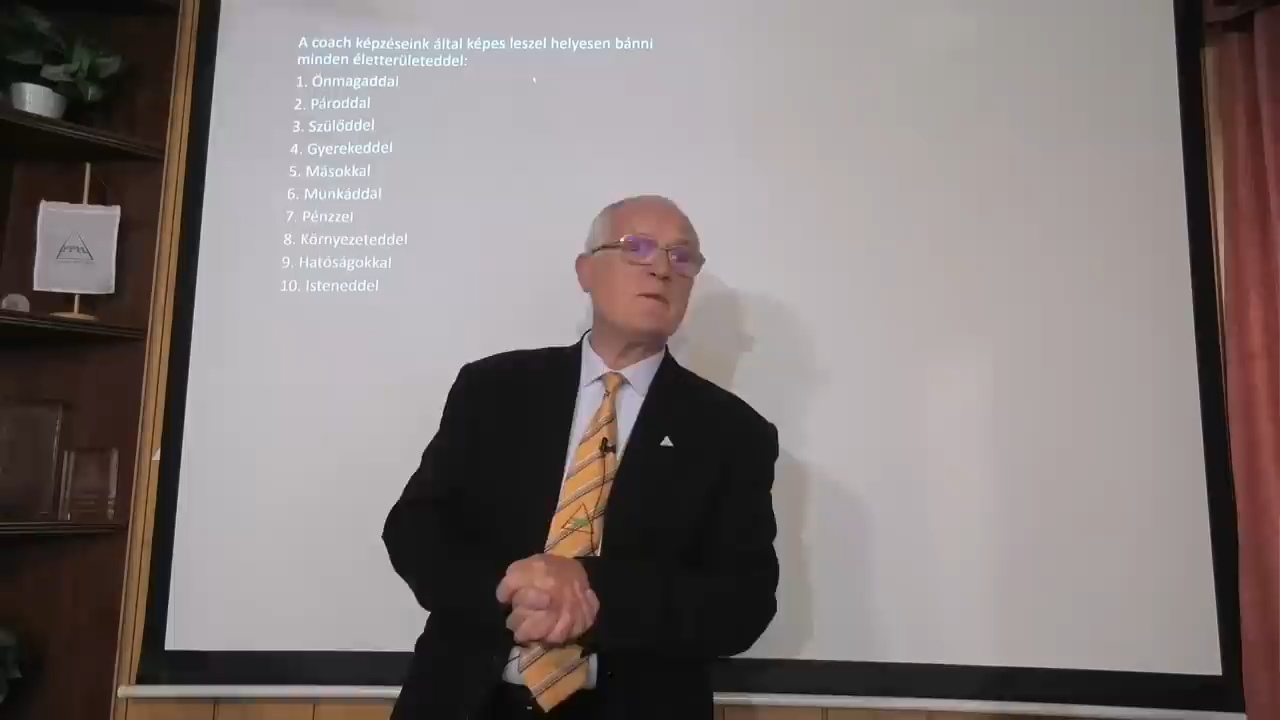 A coach képzéseink által képes leszel helyesen bánni
minden életterületeddel:
1. Önmagaddal
2. Pároddal
3. Szülőddel
4. Gyerekeddel
5. Másokkal
6. Munkáddal
7. Pénzzel
8. Környezeteddel
9. Hatóságokkal
10. Isteneddel